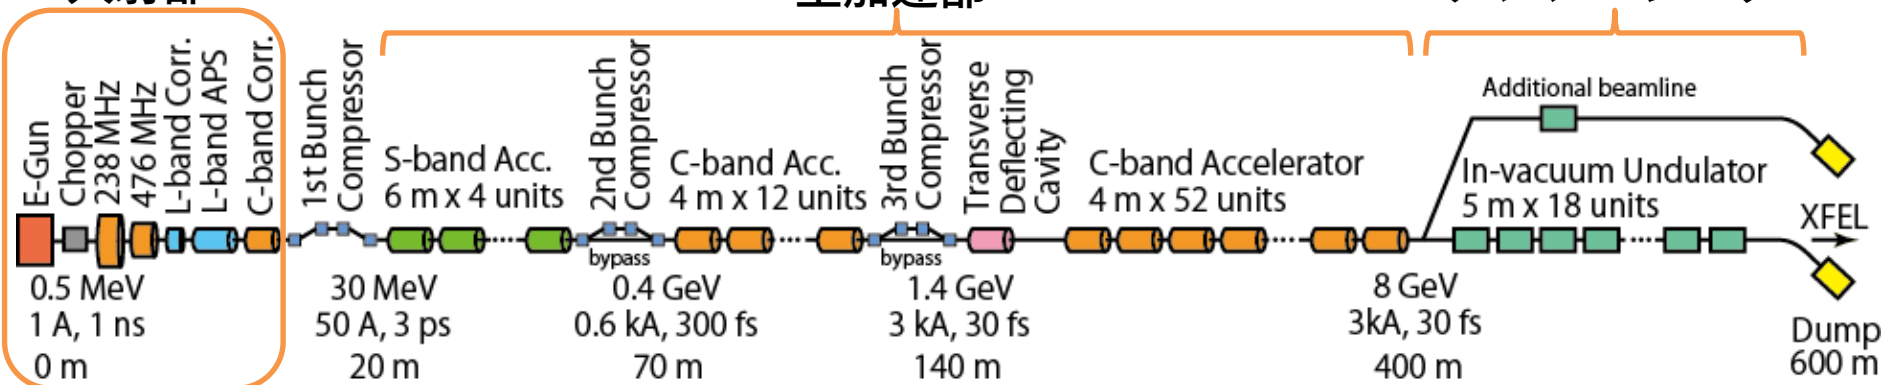 E-Gun
Chopper
238 MHz
476 MHz
L-band Corr.
L-band APS
C-band Corr.
1st Bunch
Compressor
S-band Acc.
6 m x 4 units
2nd Bunch
Compressor
bypass
C-band Acc.
4 m x 12 units
3rd Bunch
Compressor
bypass
Transverse
Deflecting
Cavity
C-band Accelerator
4 m x 52 units
Additional beamline
In-vacuum Undulator
5 m x 18 units
XFEL
Dump
600 m
0.5 MeV
1 A, 1 ns
0 m
30 MeV
50 A, 3 ps
20 m
0.4 GeV
0.6 kA, 300 fs
70 m
1.4 GeV
3 kA, 30 fs
140 m
8 GeV
3kA, 30 fs
400 m